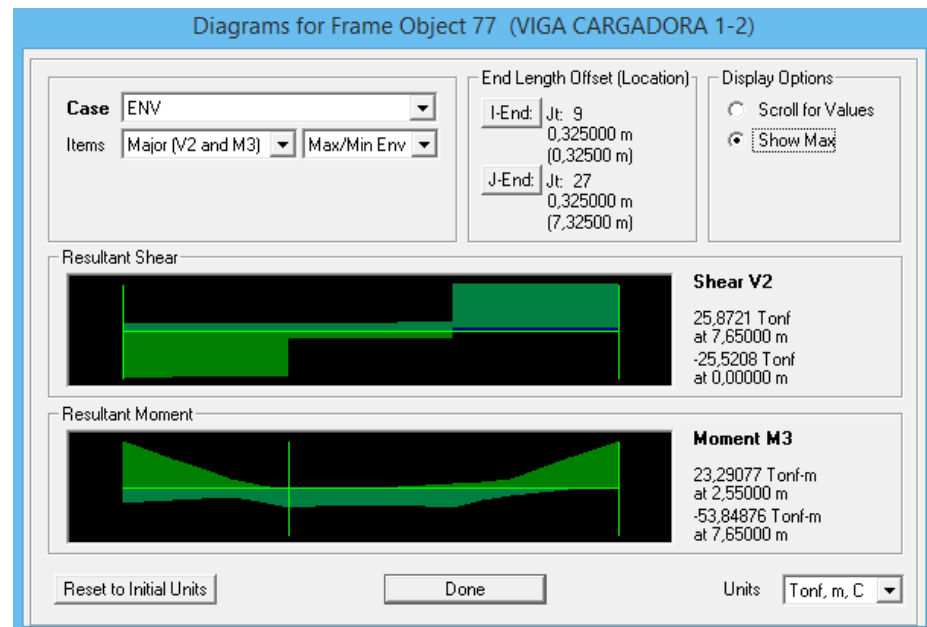 Diagrams for Frame Object 77 (VIGA CARGADORA 1-2)
Case ENV
Items Major (V2 and M3) Max/Min Env
End Length Offset (Location)
I-End: Jt: 9
0,325000 m
(0,32500 m)
J-End: Jt: 27
0,325000 m
(7,32500 m)
Display Options
Scroll for Values
Show Max
Resultant Shear
Shear V2
25,8721 Tonf
at 7,65000 m
-25,5208 Tonf
at 0,00000 m
Resultant Moment
Moment M3
23,29077 Tonf-m
at 2,55000 m
-53,84876 Tonf-m
at 7,65000 m
Reset to Initial Units
Done
Units Tonf, m, C